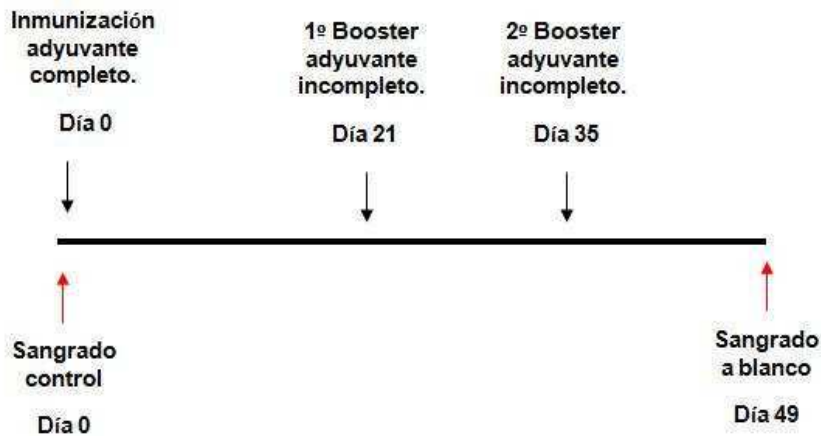 Inmunización
adyuvante
completo.
Día 0
1º Booster
adyuvante
incompleto.
Día 21
2º Booster
adyuvante
incompleto.
Día 35
Sangrado
control
Día 0
Sangrado
a blanco
Día 49